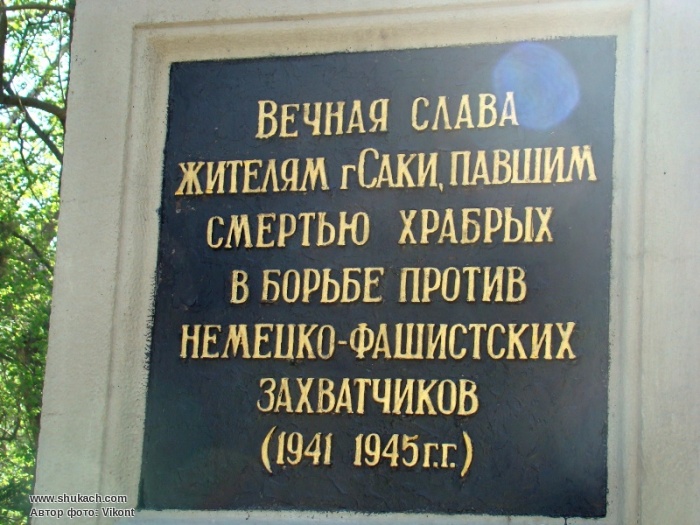 Вечная слава
жителям г Саки, павшим
смертью храбрых
в борьбе против
немецко-фашистских
захватчиков
(1941 1945 г.г.)
www.shukach.com
Автор фото: Vikont